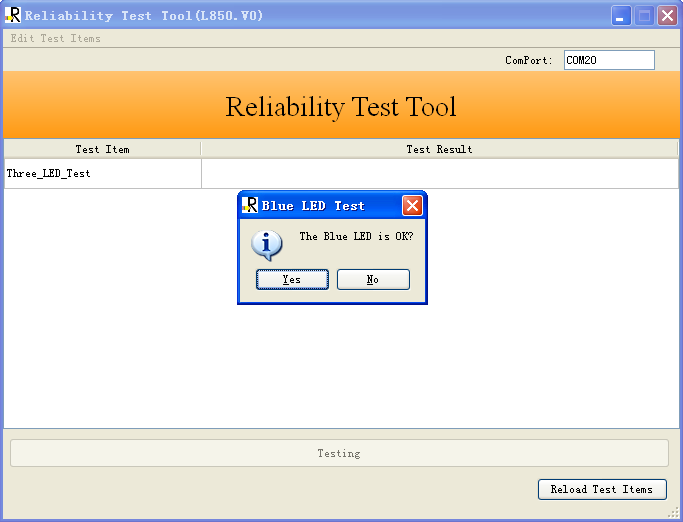 Reliability Test Tool(L850.V0)
Edit Test Items
ComPort: COM20
Reliability Test Tool
Test Item Test Result
Three_LED_Test
Blue LED Test
The Blue LED is OK?
Yes No
Testing
Reload Test Items